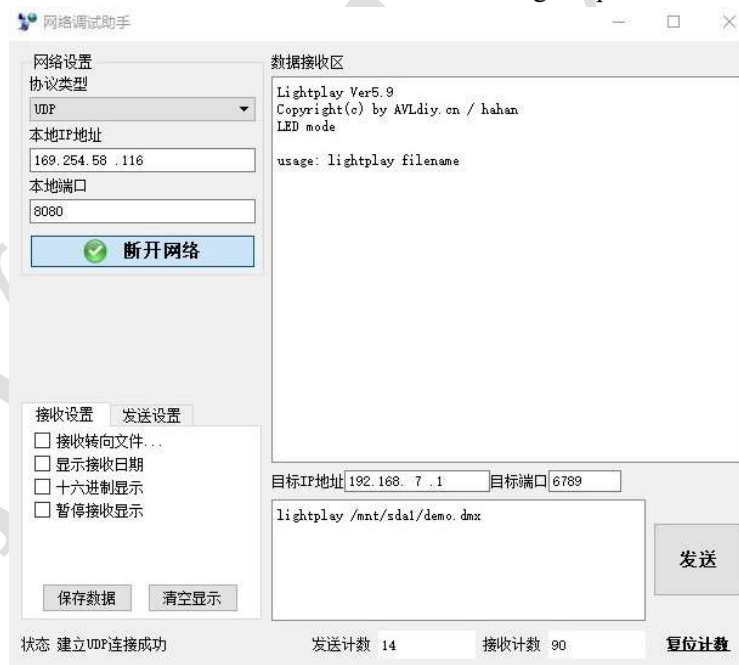 网络调试助手
网络设置
协议类型
UDP
本地IP地址
169.254.58 .116
本地端口
8080
断开网络
数据接收区
Lightplay Ver5.9
Copyright(c) by AVLdiy.cn / hahan
LED mode
usage: lightplay filename
接收设置 发送设置
接收转向文件...
显示接收日期
十六进制显示
暂停接收显示
保存数据 清空显示
目标IP地址 192.168. 7 .1 目标端口 6789
lightplay /mnt/sda1/demo.dmx
发送
状态 建立UDP连接成功 发送计数 14 接收计数 90 复位计数